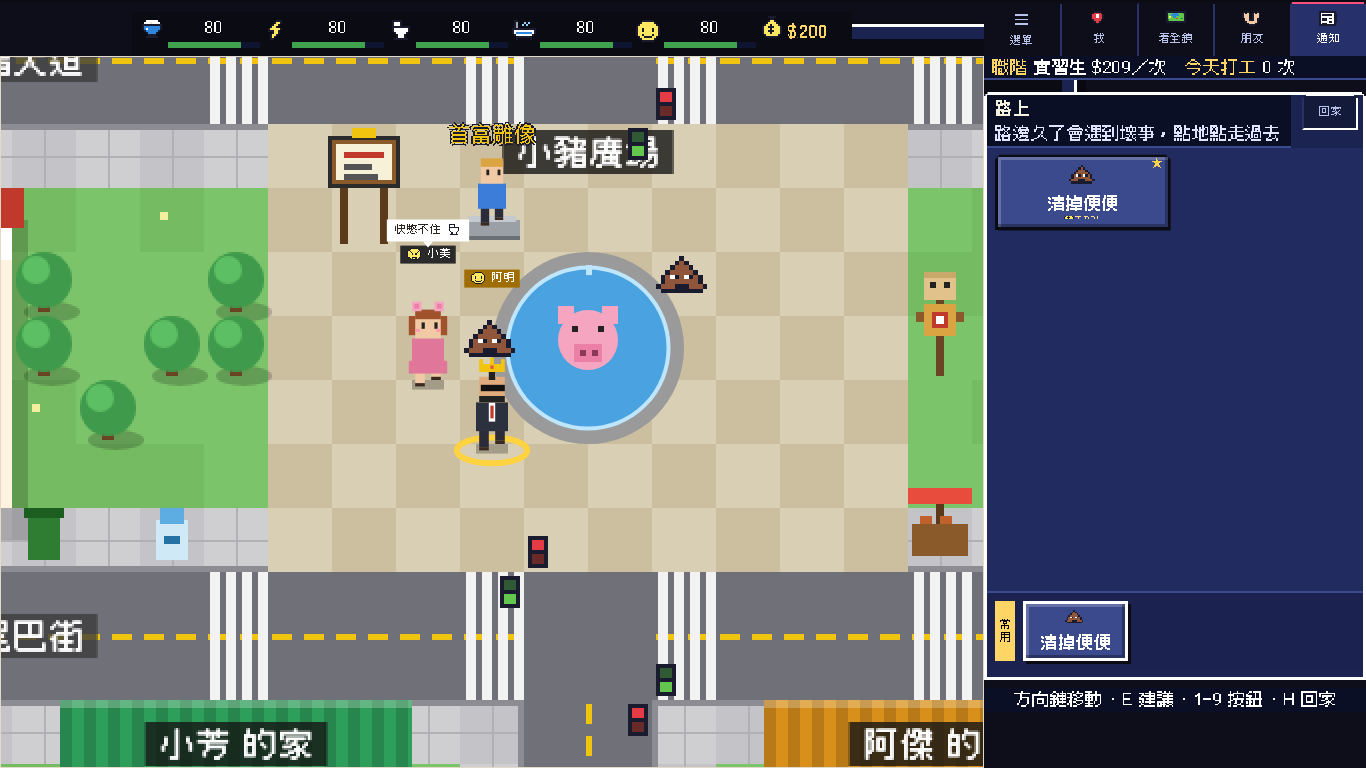 80
80
80
80
80
$200
選單
我
看全鎮
朋友
通知
職階 實習生 $209／次 今天打工 0 次
路上
路邊久了會遇到壞事，點地點走過去
回家
清掉便便
首富雕像
小豬廣場
快憋不住
小美
阿明
尾巴街
小芳 的家
阿傑 的
常用
清掉便便
方向鍵移動 · E 建議 · 1-9 按鈕 · H 回家